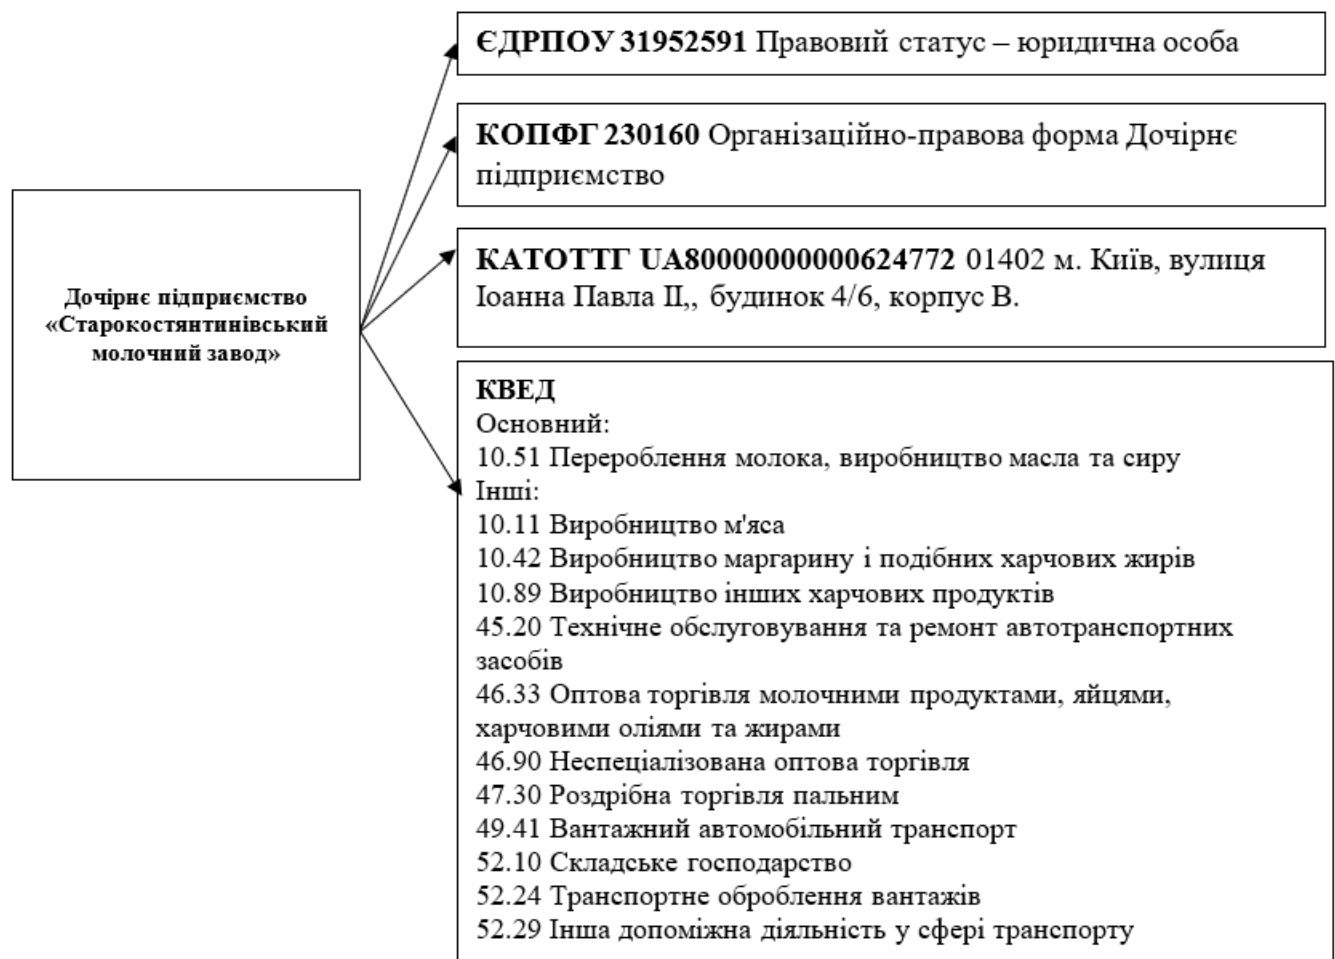 ЄДРПОУ 31952591 Правовий статус – юридична особа
КОПФГ 230160 Організаційно-правова форма Дочірнє
підприємство
КАТОТТГ UA80000000000624772 01402 м. Київ, вулиця
Іоанна Павла ІІ,, будинок 4/6, корпус В.
Дочірнє підприємство
«Старокостянтинівський
молочний завод»
КВЕД
Основний:
10.51 Перероблення молока, виробництво масла та сиру
Інші:
10.11 Виробництво м'яса
10.42 Виробництво маргарину і подібних харчових жирів
10.89 Виробництво інших харчових продуктів
45.20 Технічне обслуговування та ремонт автотранспортних
засобів
46.33 Оптова торгівля молочними продуктами, яйцями,
харчовими оліями та жирами
46.90 Неспеціалізована оптова торгівля
47.30 Роздрібна торгівля пальним
49.41 Вантажний автомобільний транспорт
52.10 Складське господарство
52.24 Транспортне оброблення вантажів
52.29 Інша допоміжна діяльність у сфері транспорту